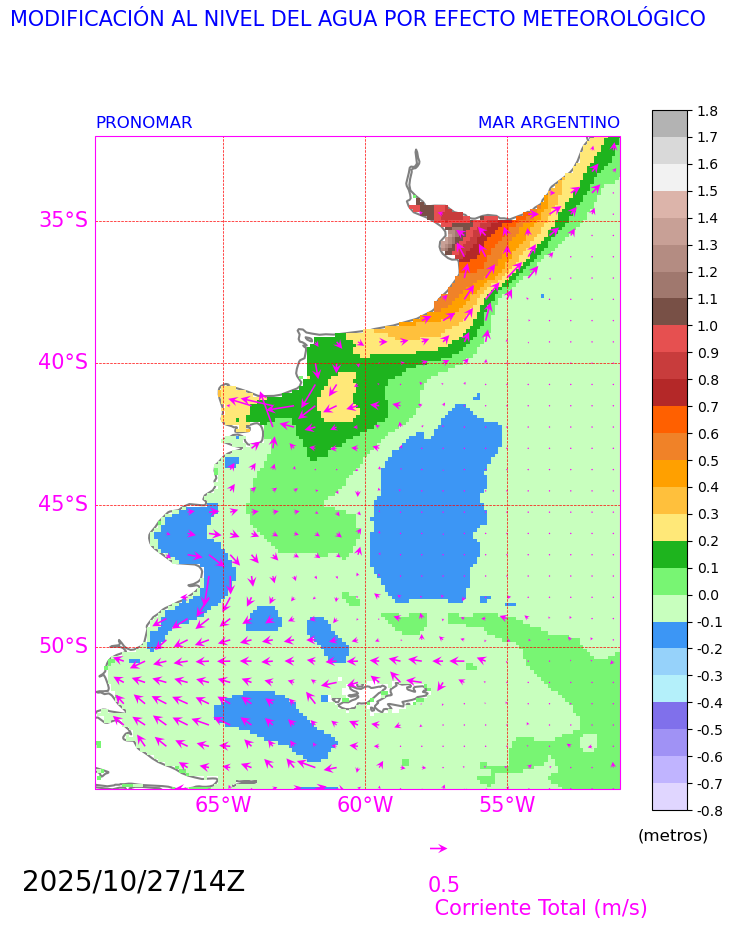 MODIFICACIÓN AL NIVEL DEL AGUA POR EFECTO METEOROLÓGICO
PRONOMAR MAR ARGENTINO
1.8
1.7
1.6
1.5
1.4
1.3
1.2
1.1
1.0
0.9
0.8
0.7
0.6
0.5
0.4
0.3
0.2
0.1
0.0
-0.1
-0.2
-0.3
-0.4
-0.5
-0.6
-0.7
-0.8
(metros)
35°S
40°S
45°S
50°S
65°W 60°W 55°W
2025/10/27/14Z
0.5
Corriente Total (m/s)